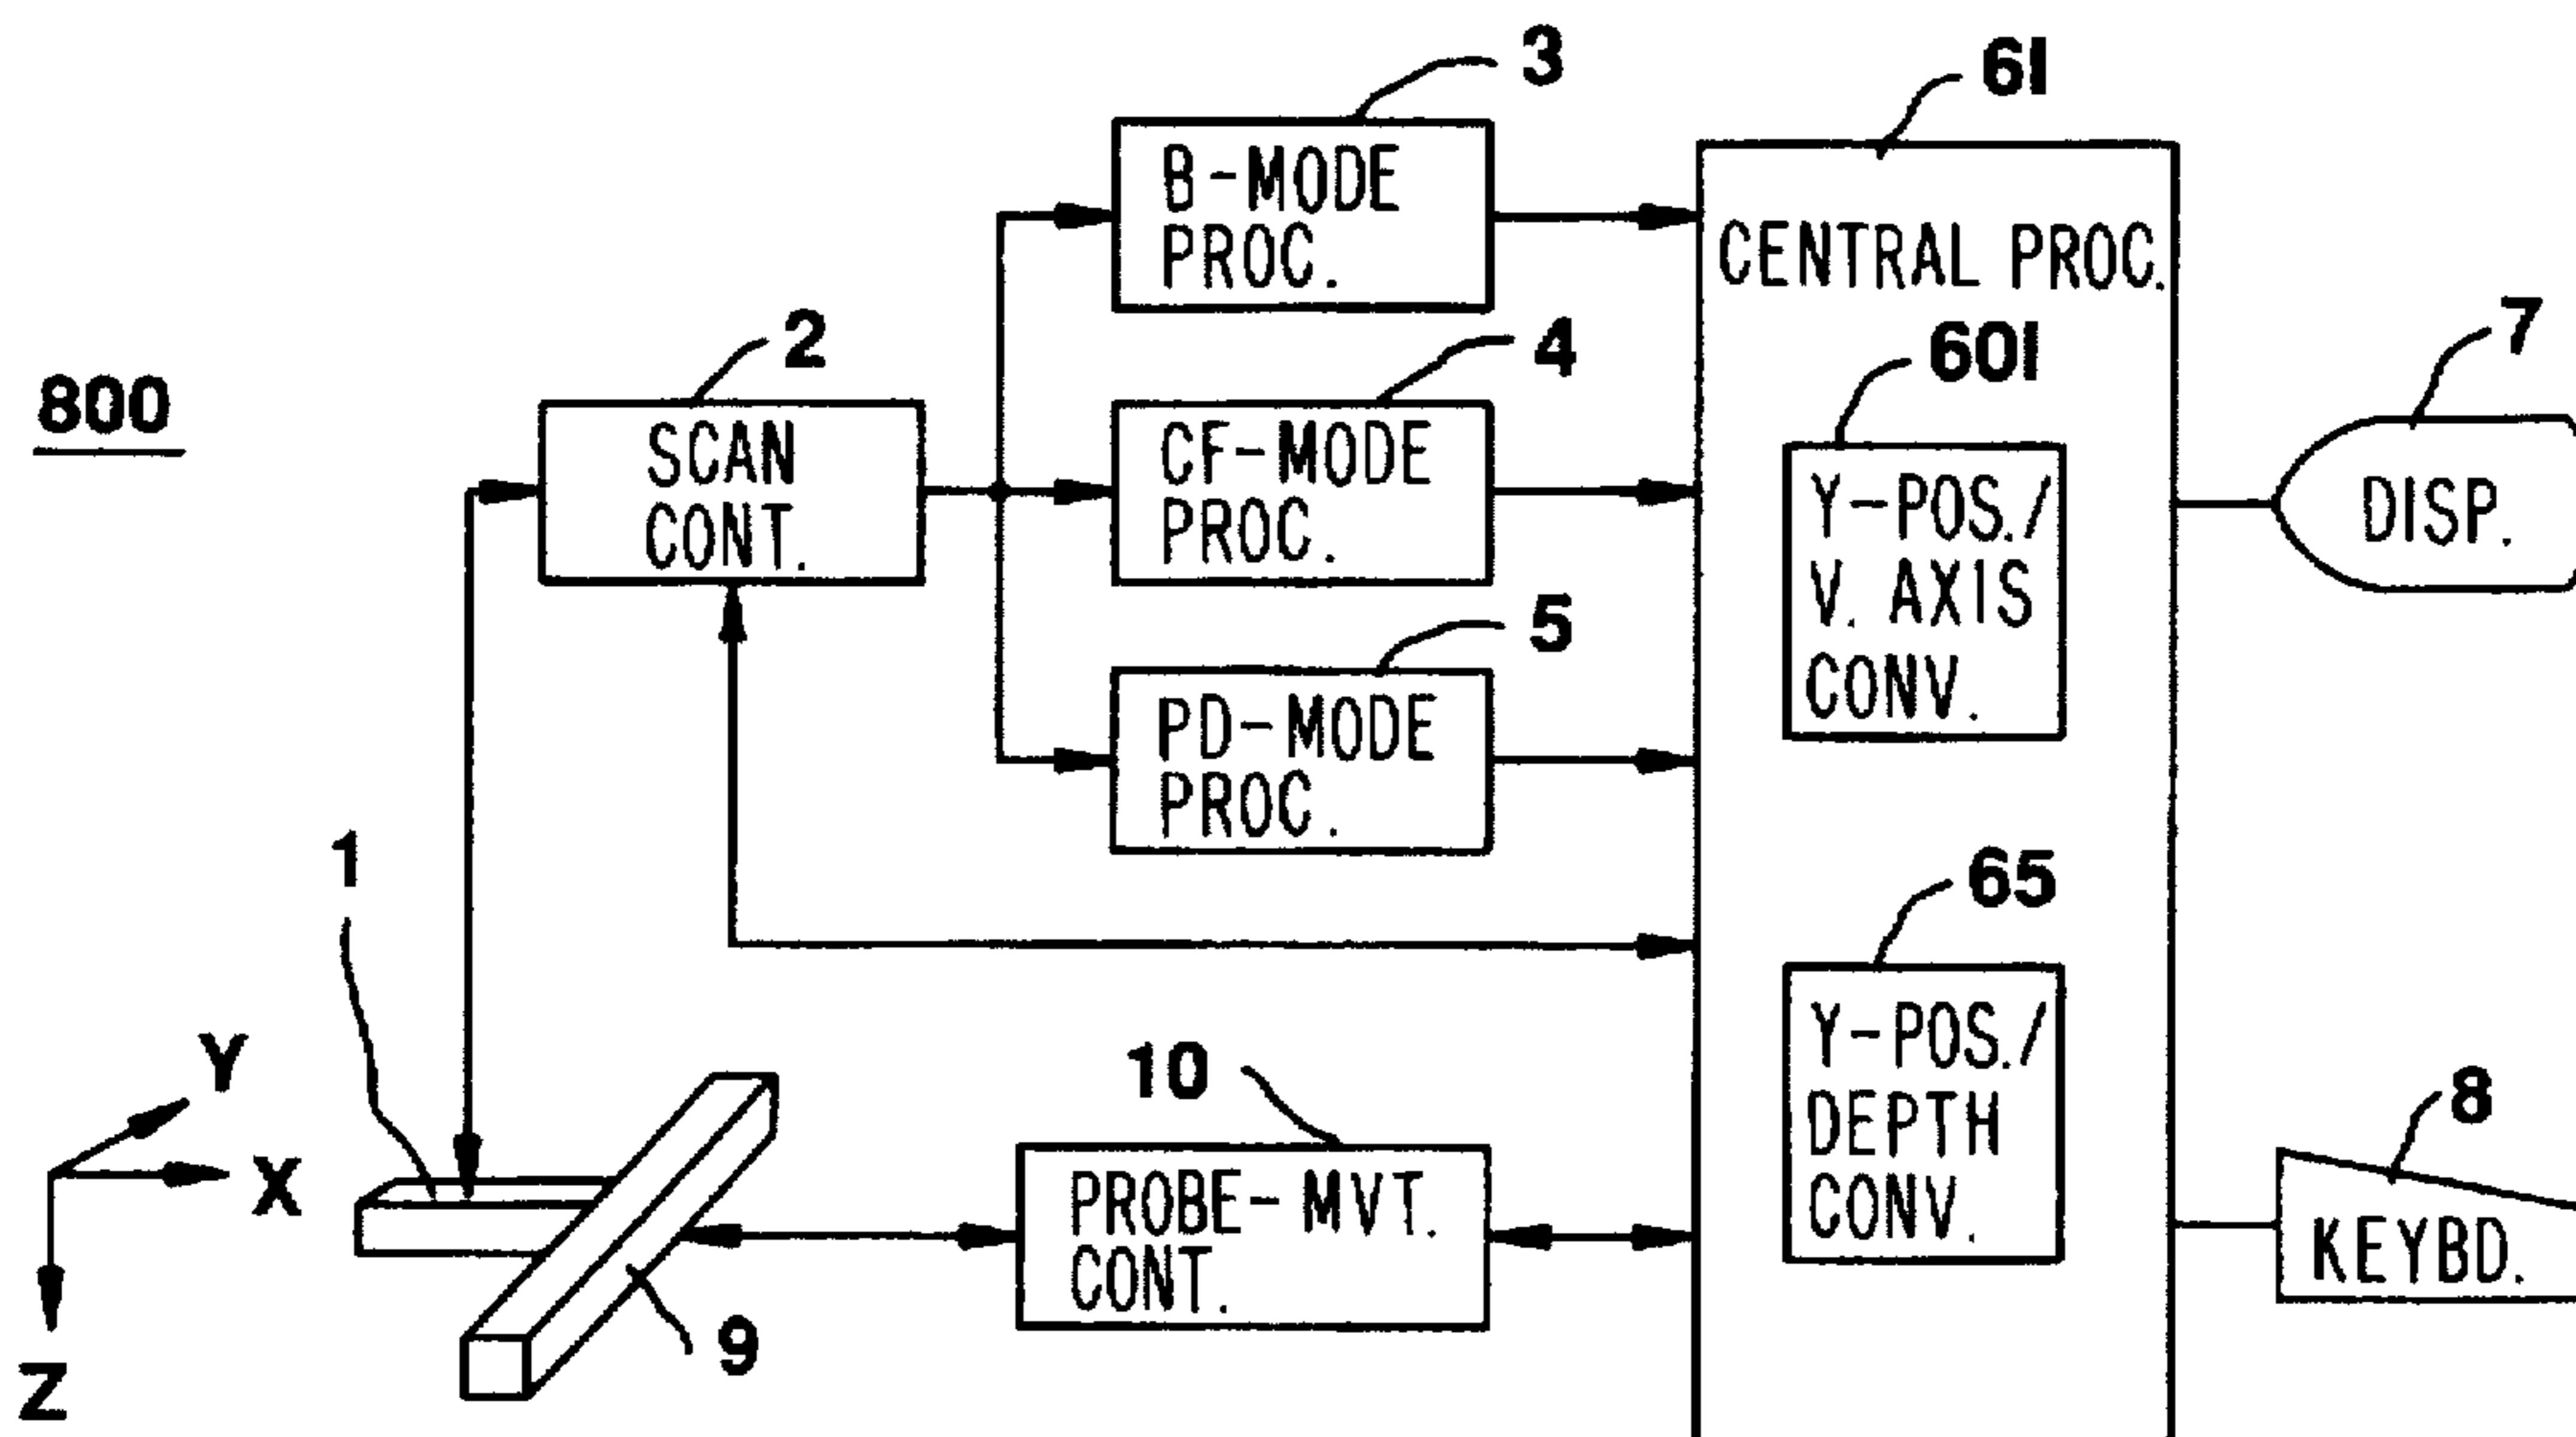 800
1
2
SCAN
CONT.
3
B-MODE
PROC.
4
CF-MODE
PROC.
5
PD-MODE
PROC.
61
CENTRAL PROC.
601
Y-POS./
V. AXIS
CONV.
65
Y-POS./
DEPTH
CONV.
7
DISP.
8
KEYBD.
10
PROBE-MVT.
CONT.
9
Y
X
Z